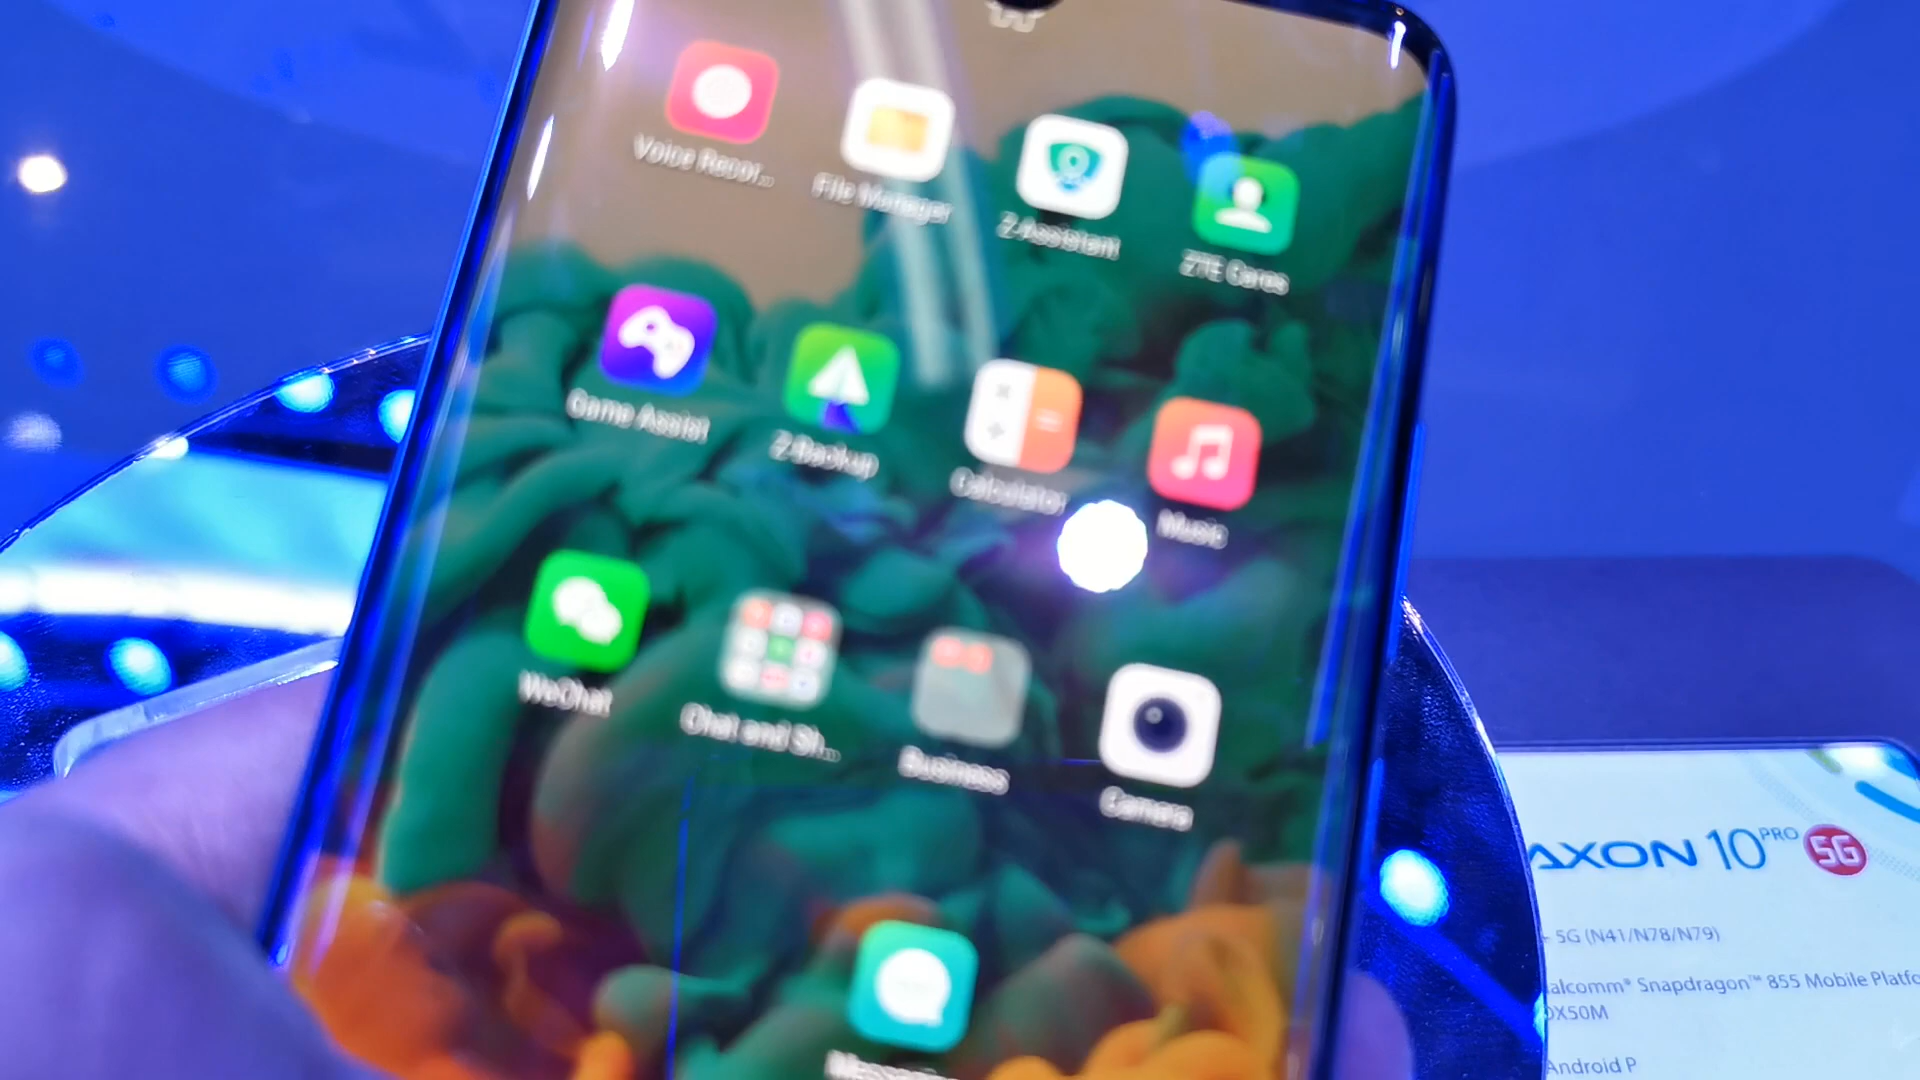 Voice Recor...
File Manager
Z-Assistant
ZTE Cares
Game Assist
Z-Backup
Calculator
Music
WeChat
Chat and Sh...
Business
Camera
AXON 10 PRO 5G
5G (N41/N78/N79)
alcomm® Snapdragon™ 855 Mobile Platfo
X50M
Android P